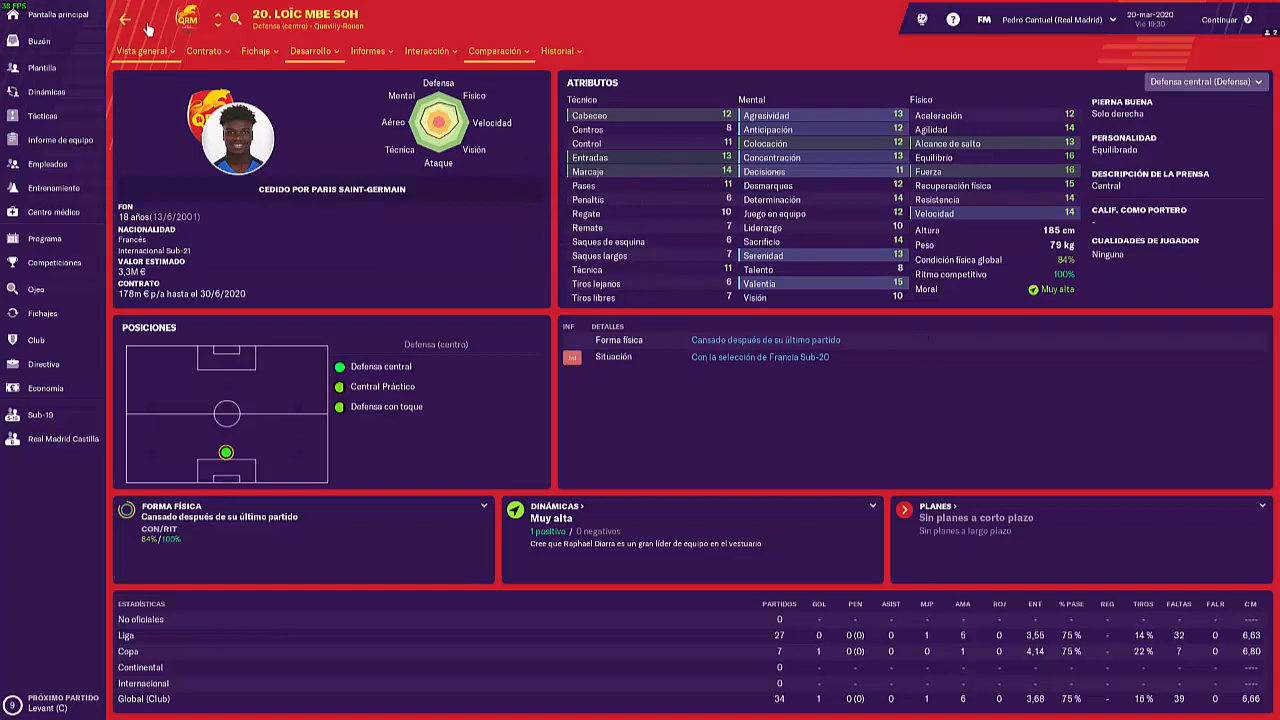 38 FPS
Pantalla principal
Buzón
Plantilla
Dinámicas
Tácticas
Informe de equipo
Empleados
Entrenamiento
Centro médico
Programa
Competiciones
Ojeo
Fichajes
Club
Directiva
Economía
Sub-19
Real Madrid Castilla
9 PRÓXIMO PARTIDO
Levant (C)
QRM
20. LOÏC MBE SOH
Defensa (centro) - Quevilly-Rouen
? FM Pedro Cantuel (Real Madrid) 20-mar-2020
Vie 19:30
Continuar
2
Vista general Contrato Fichaje Desarrollo Informes Interacción Comparación Historial
Defensa
Mental Físico
Aéreo Velocidad
Técnica Visión
Ataque
CEDIDO POR PARIS SAINT-GERMAIN
FDN
18 años (13/6/2001)
NACIONALIDAD
Francés
Internacional Sub-21
VALOR ESTIMADO
3,3M €
CONTRATO
178m € p/a hasta el 30/6/2020
ATRIBUTOS
Defensa central (Defensa)
Técnico Mental Físico
Cabeceo 12 Agresividad 13 Aceleración 12
Centros 8 Anticipación 12 Agilidad 14
Control 11 Colocación 12 Alcance de salto 13
Entradas 13 Concentración 13 Equilibrio 16
Marcaje 14 Decisiones 11 Fuerza 16
Pases 11 Desmarques 12 Recuperación física 15
Penaltis 6 Determinación 14 Resistencia 14
Regate 10 Juego en equipo 12 Velocidad 14
Remate 7 Liderazgo 10 Altura 185 cm
Saques de esquina 6 Sacrificio 14 Peso 79 kg
Saques largos 7 Serenidad 13 Condición física global 84%
Técnica 11 Talento 8 Ritmo competitivo 100%
Tiros lejanos 6 Valentía 15 Moral Muy alta
Tiros libres 7 Visión 10
PIERNA BUENA
Solo derecha
PERSONALIDAD
Equilibrado
DESCRIPCIÓN DE LA PRENSA
Central
CALIF. COMO PORTERO
-
CUALIDADES DE JUGADOR
Ninguna
POSICIONES
Defensa (centro)
Defensa central
Central Práctico
Defensa con toque
INF DETALLES
Forma física Cansado después de su último partido
Int Situación Con la selección de Francia Sub-20
FORMA FÍSICA
Cansado después de su último partido
CON/RIT
84%/100%
DINÁMICAS ›
Muy alta
1 positivo / 0 negativos
Cree que Raphaël Diarra es un gran líder de equipo en el vestuario
PLANES ›
Sin planes a corto plazo
Sin planes a largo plazo
ESTADÍSTICAS PARTIDOS GOL PEN ASIST MJP AMA ROJ ENT % PASE REG TIROS FALTAS FAL R C M
No oficiales 0 - - - - - - - - - - - - ----
Liga 27 0 0 (0) 0 1 5 0 3,55 75 % - 14 % 32 0 6,63
Copa 7 1 0 (0) 0 0 1 0 4,14 75 % - 22 % 7 0 6,80
Continental 0 - - - - - - - - - - - - ----
Internacional 0 - - - - - - - - - - - - ----
Global (Club) 34 1 0 (0) 0 1 6 0 3,68 75 % - 16 % 39 0 6,66